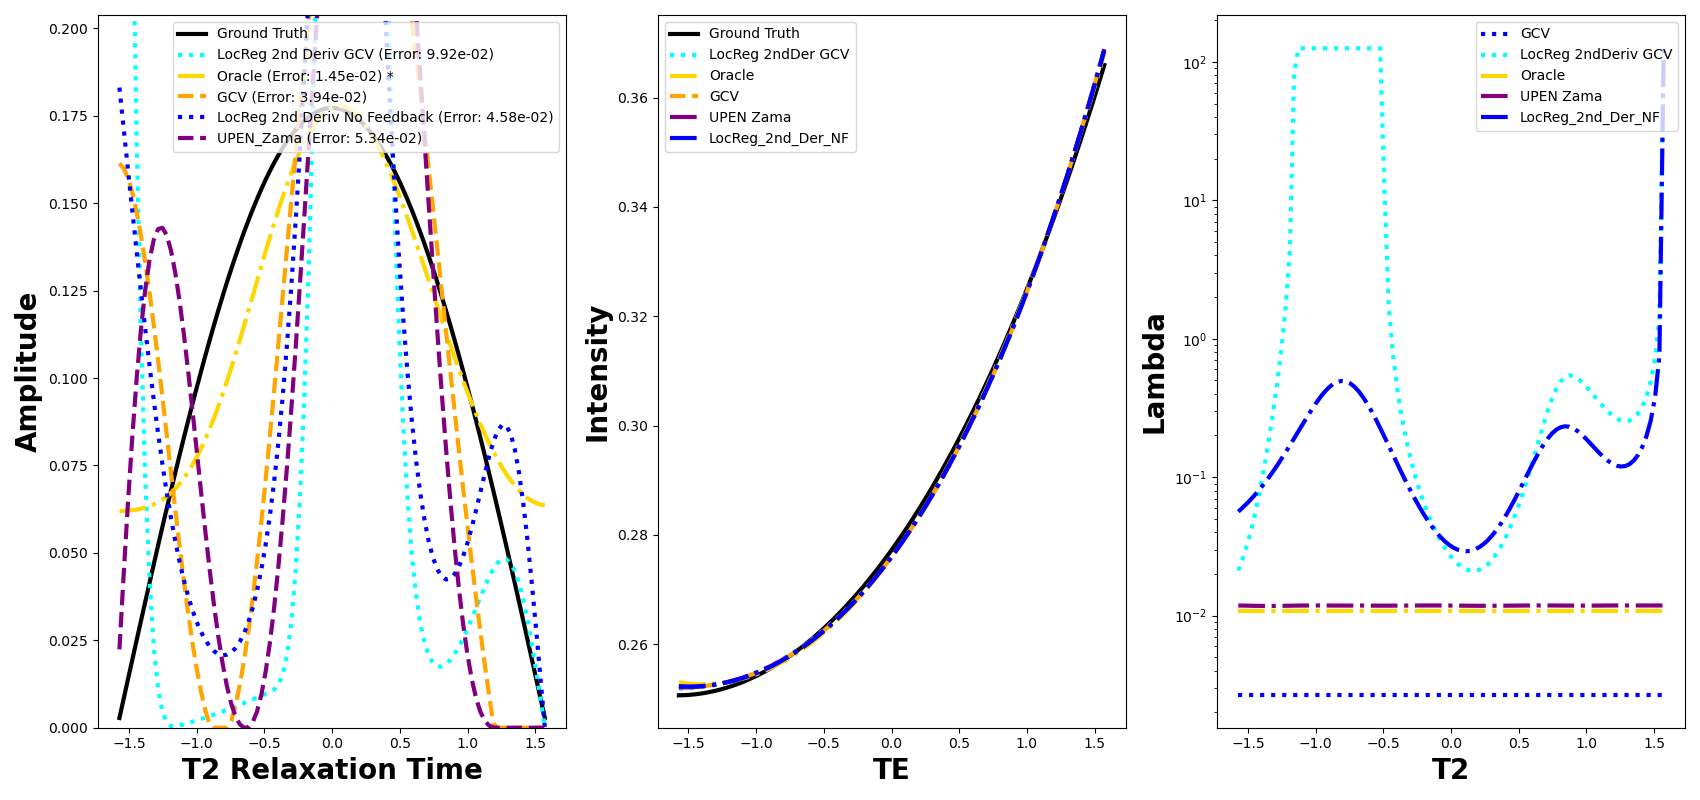 Amplitude
0.200
0.175
0.150
0.125
0.100
0.075
0.050
0.025
0.000
Ground Truth
LocReg 2nd Deriv GCV (Error: 9.92e-02)
Oracle (Error: 1.45e-02) *
GCV (Error: 3.94e-02)
LocReg 2nd Deriv No Feedback (Error: 4.58e-02)
UPEN_Zama (Error: 5.34e-02)
−1.5 −1.0 −0.5 0.0 0.5 1.0 1.5
T2 Relaxation Time
Intensity
0.36
0.34
0.32
0.30
0.28
0.26
Ground Truth
LocReg 2ndDer GCV
Oracle
GCV
UPEN Zama
LocReg_2nd_Der_NF
−1.5 −1.0 −0.5 0.0 0.5 1.0 1.5
TE
Lambda
10²
10¹
10⁰
10⁻¹
10⁻²
GCV
LocReg 2ndDeriv GCV
Oracle
UPEN Zama
LocReg_2nd_Der_NF
−1.5 −1.0 −0.5 0.0 0.5 1.0 1.5
T2